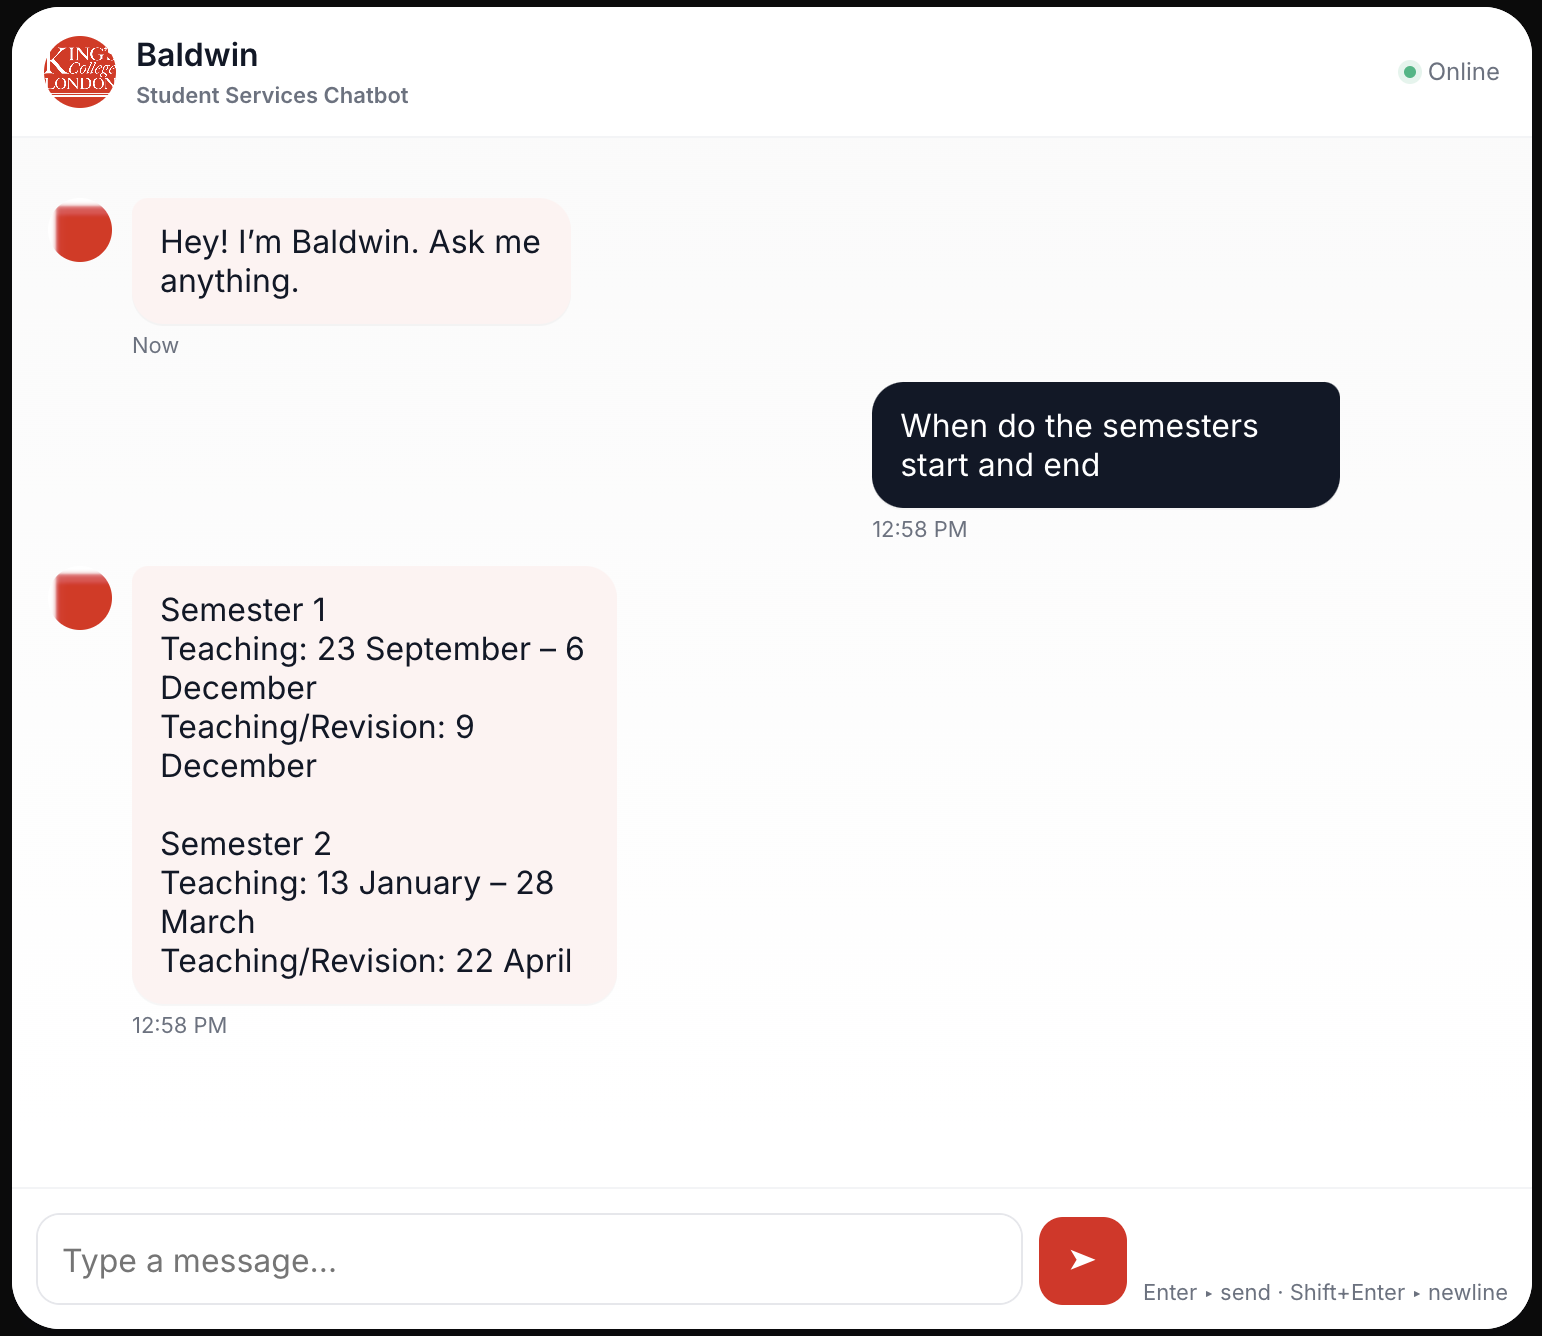 KING'S
College
LONDON
Baldwin
Student Services Chatbot
Online
Hey! I’m Baldwin. Ask me
anything.
Now
When do the semesters
start and end
12:58 PM
Semester 1
Teaching: 23 September – 6
December
Teaching/Revision: 9
December
Semester 2
Teaching: 13 January – 28
March
Teaching/Revision: 22 April
12:58 PM
Type a message...
Enter ▸ send · Shift+Enter ▸ newline